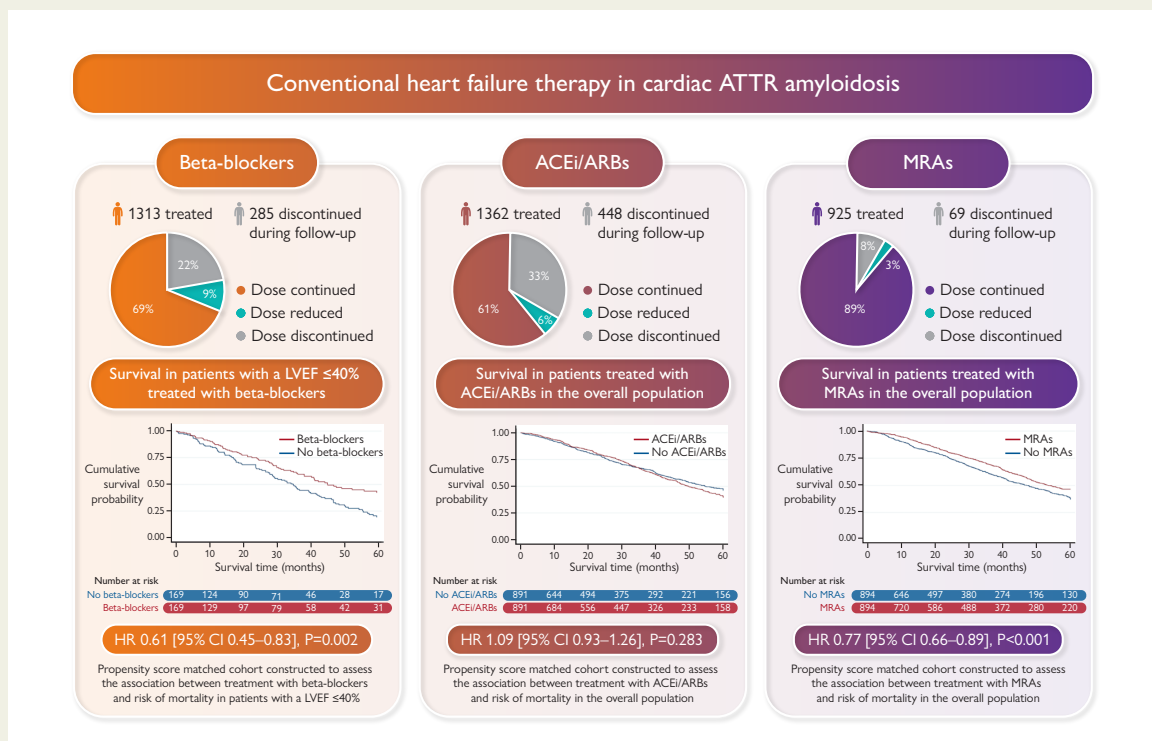 Conventional heart failure therapy in cardiac ATTR amyloidosis
Beta-blockers
1313 treated
285 discontinued
during follow-up
22%
9%
69%
Dose continued
Dose reduced
Dose discontinued
Survival in patients with a LVEF ≤40%
treated with beta-blockers
1.00
0.75
0.50
0.25
0.00
Cumulative
survival
probability
Beta-blockers
No beta-blockers
0 10 20 30 40 50 60
Survival time (months)
Number at risk
No beta-blockers 169 124 90 71 46 28 17
Beta-blockers 169 129 97 79 58 42 31
HR 0.61 [95% CI 0.45–0.83], P=0.002
Propensity score matched cohort constructed to assess
the association between treatment with beta-blockers
and risk of mortality in patients with a LVEF ≤40%
ACEi/ARBs
1362 treated
448 discontinued
during follow-up
33%
61%
6%
Dose continued
Dose reduced
Dose discontinued
Survival in patients treated with
ACEi/ARBs in the overall population
1.00
0.75
0.50
0.25
0.00
Cumulative
survival
probability
ACEi/ARBs
No ACEi/ARBs
0 10 20 30 40 50 60
Survival time (months)
Number at risk
No ACEi/ARBs 891 644 494 375 292 221 156
ACEi/ARBs 891 684 556 447 326 233 158
HR 1.09 [95% CI 0.93–1.26], P=0.283
Propensity score matched cohort constructed to assess
the association between treatment with ACEi/ARBs
and risk of mortality in the overall population
MRAs
925 treated
69 discontinued
during follow-up
8%
3%
89%
Dose continued
Dose reduced
Dose discontinued
Survival in patients treated with
MRAs in the overall population
1.00
0.75
0.50
0.25
0.00
Cumulative
survival
probability
MRAs
No MRAs
0 10 20 30 40 50 60
Survival time (months)
Number at risk
No MRAs 894 646 497 380 274 196 130
MRAs 894 720 586 488 372 280 220
HR 0.77 [95% CI 0.66–0.89], P<0.001
Propensity score matched cohort constructed to assess
the association between treatment with MRAs
and risk of mortality in the overall population